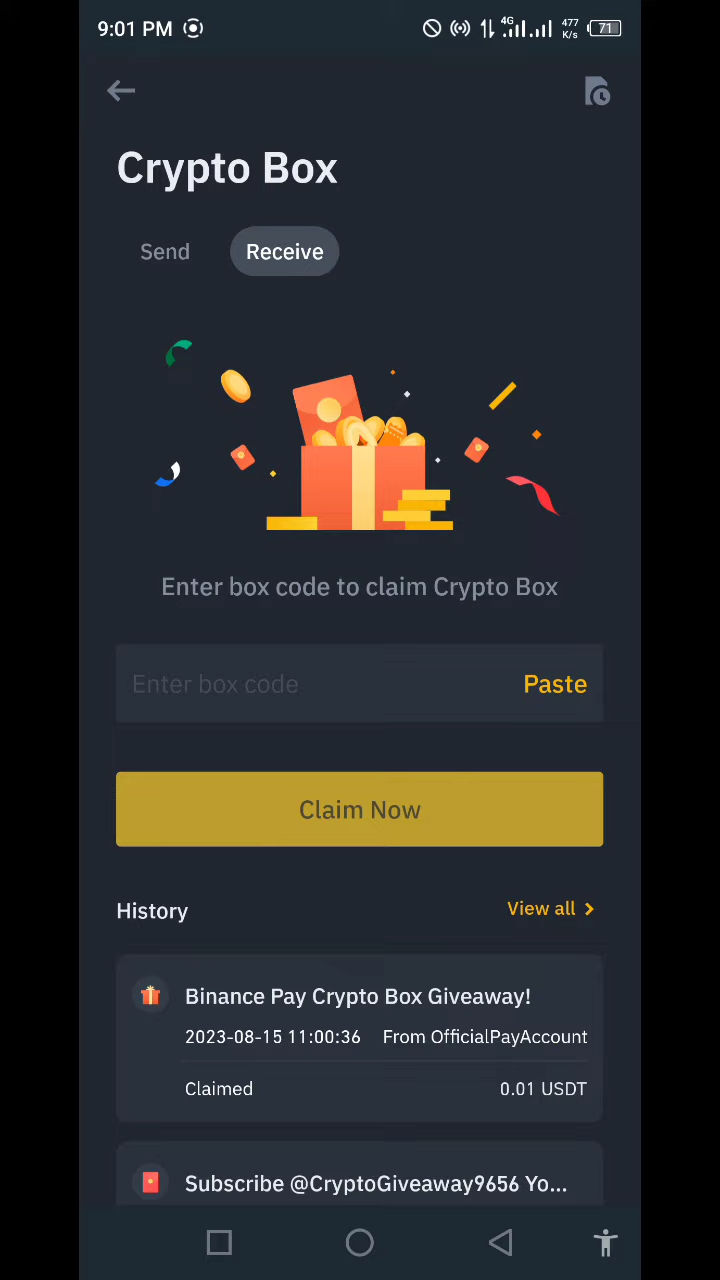 9:01 PM 4G 477 K/s 71
Crypto Box
Send Receive
Enter box code to claim Crypto Box
Enter box code Paste
Claim Now
History View all
Binance Pay Crypto Box Giveaway!
2023-08-15 11:00:36 From OfficialPayAccount
Claimed 0.01 USDT
Subscribe @CryptoGiveaway9656 Yo...